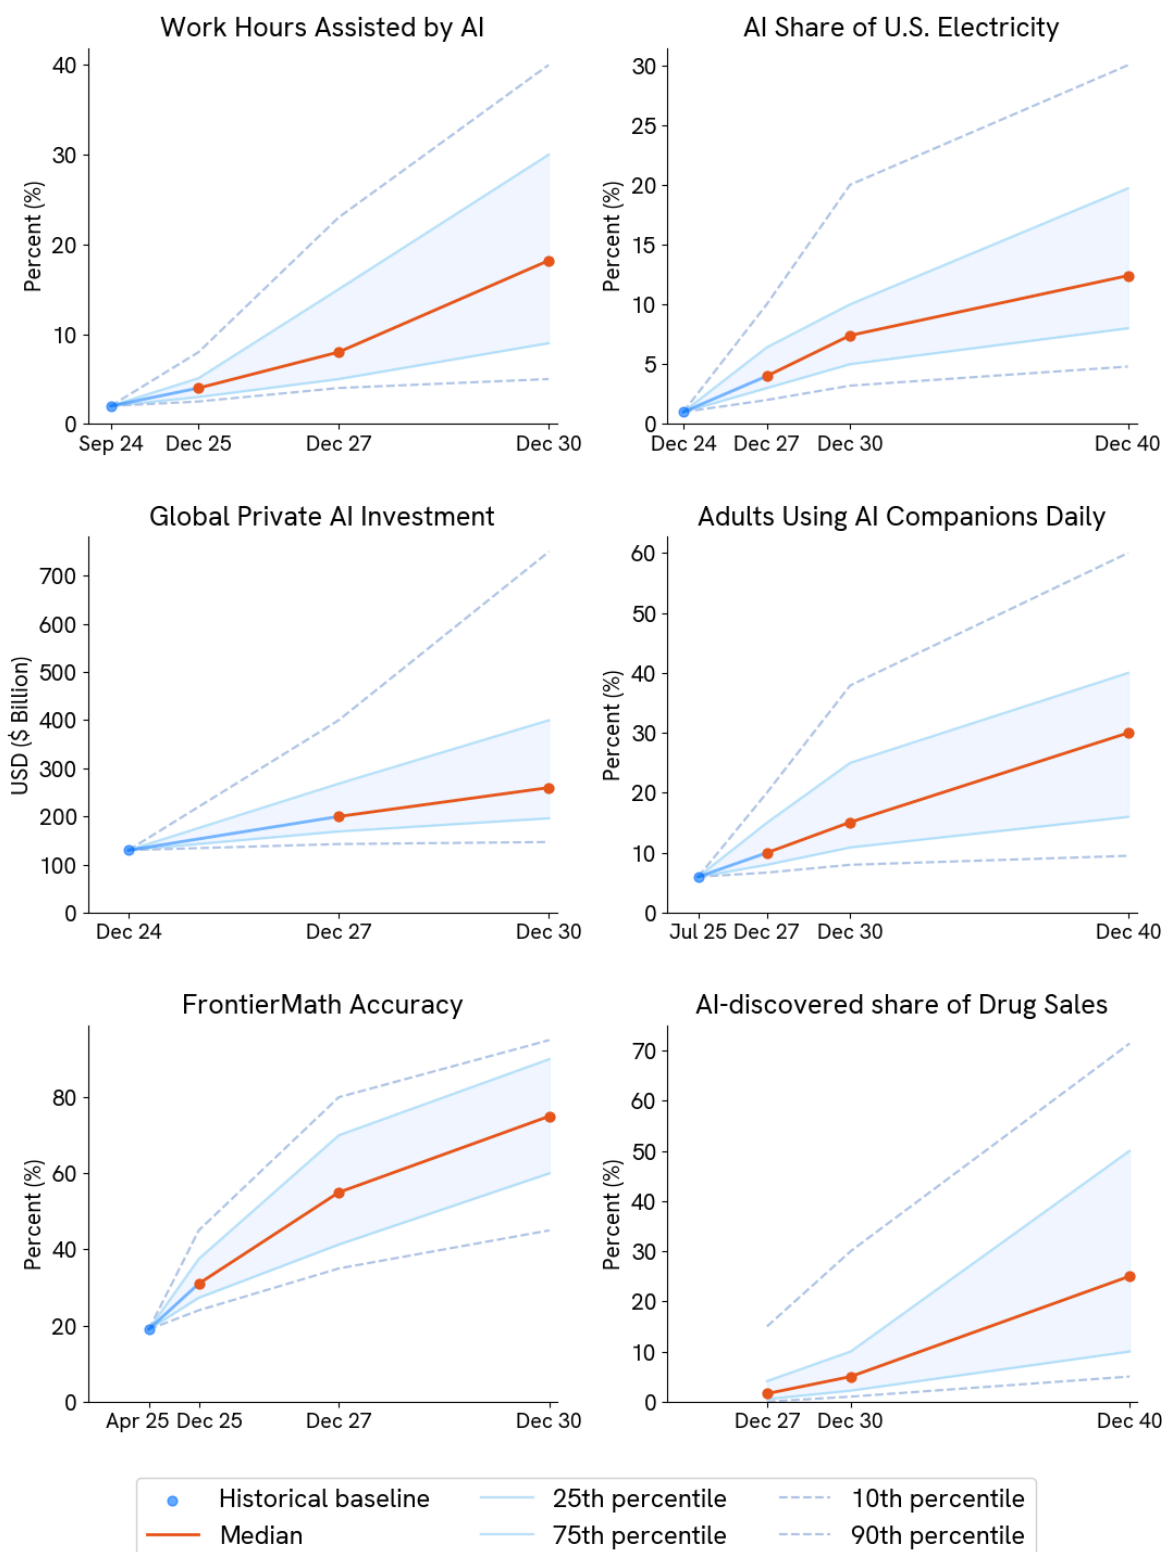 Work Hours Assisted by AI
Percent (%)
40
30
20
10
0
Sep 24 Dec 25 Dec 27 Dec 30
AI Share of U.S. Electricity
Percent (%)
30
25
20
15
10
5
0
Dec 24 Dec 27 Dec 30 Dec 40
Global Private AI Investment
USD ($ Billion)
700
600
500
400
300
200
100
0
Dec 24 Dec 27 Dec 30
Adults Using AI Companions Daily
Percent (%)
60
50
40
30
20
10
0
Jul 25 Dec 27 Dec 30 Dec 40
FrontierMath Accuracy
Percent (%)
80
60
40
20
0
Apr 25 Dec 25 Dec 27 Dec 30
AI-discovered share of Drug Sales
Percent (%)
70
60
50
40
30
20
10
0
Dec 27 Dec 30 Dec 40
Historical baseline 25th percentile 10th percentile
Median 75th percentile 90th percentile